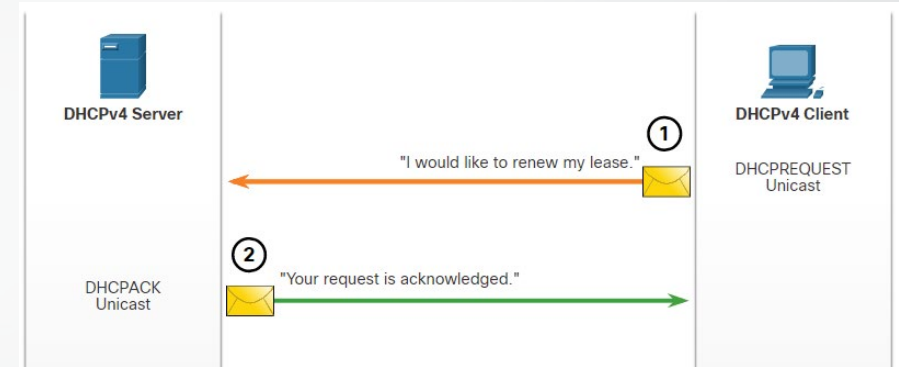 DHCPv4 Server
DHCPv4 Client
1
"I would like to renew my lease."
DHCPREQUEST
Unicast
2
"Your request is acknowledged."
DHCPACK
Unicast